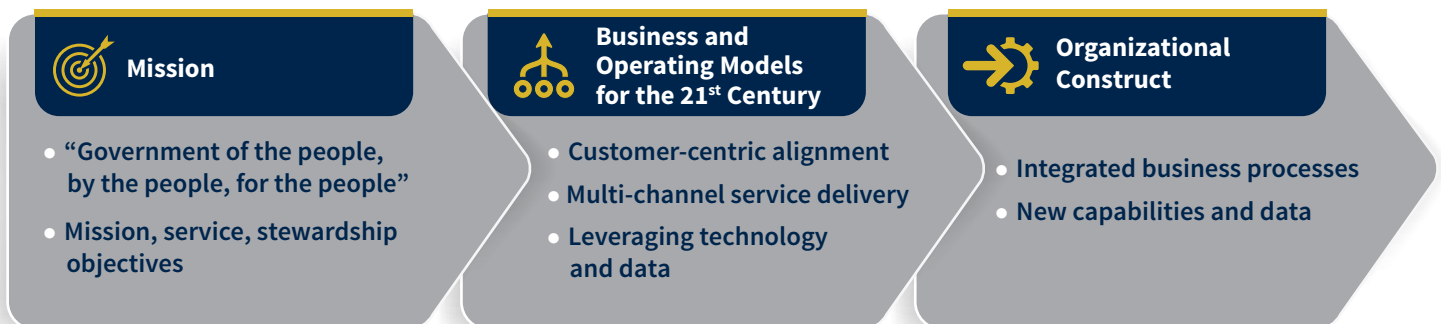 Mission
• “Government of the people,
by the people, for the people”
• Mission, service, stewardship
objectives
Business and
Operating Models
for the 21st Century
• Customer-centric alignment
• Multi-channel service delivery
• Leveraging technology
and data
Organizational
Construct
• Integrated business processes
• New capabilities and data